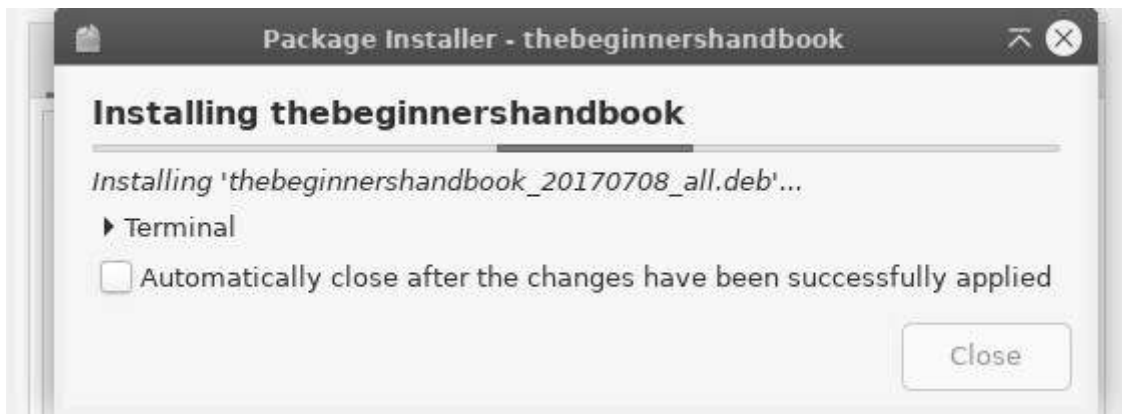 Package Installer - thebeginnershandbook
Installing thebeginnershandbook
Installing 'thebeginnershandbook_20170708_all.deb'...
Terminal
Automatically close after the changes have been successfully applied
Close